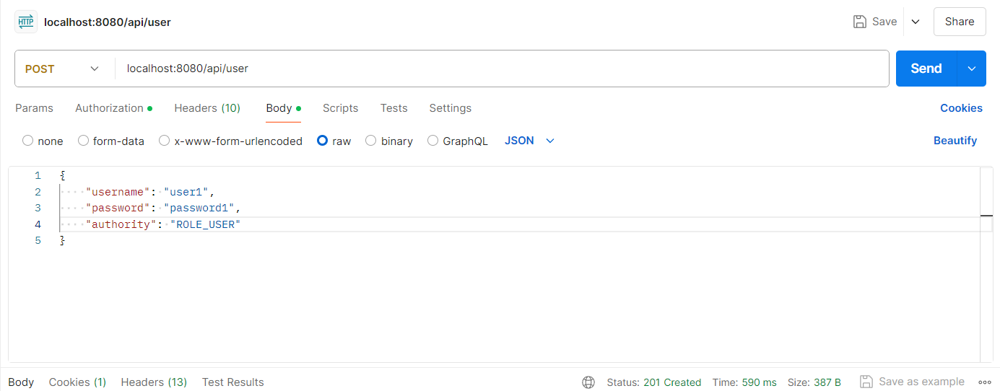 HTTP localhost:8080/api/user Save Share
POST localhost:8080/api/user Send
Params Authorization Headers (10) Body Scripts Tests Settings Cookies
none form-data x-www-form-urlencoded raw binary GraphQL JSON Beautify
1 {
2 "username": "user1",
3 "password": "password1",
4 "authority": "ROLE_USER"
5 }
Body Cookies (1) Headers (13) Test Results Status: 201 Created Time: 590 ms Size: 387 B Save as example